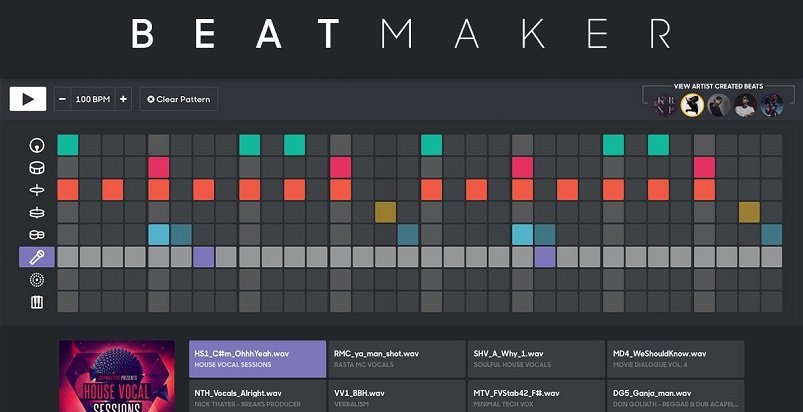 BEATMAKER
VIEW ARTIST CREATED BEATS
− 100 BPM + Clear Pattern
HS1_C#m_OhhhYeah.wav
HOUSE VOCAL SESSIONS
RMC_ya_man_shot.wav
RASTA MC VOCALS
SHV_A_Why_1.wav
SOULFUL HOUSE VOCALS
MD4_WeShouldKnow.wav
MOVIE DIALOGUE VOL. 4
HOUSE VOCAL
SESSIONS
NTH_Vocals_Alright.wav
NICK THAYER - BREAKS PRODUCER
VV1_BBH.wav
VERBALISM
MTV_FVStab42_F#.wav
MINIMAL TECH VOX
DG5_Ganja_man.wav
DON GOLIATH - REGGAE & DUB ACAPEL...